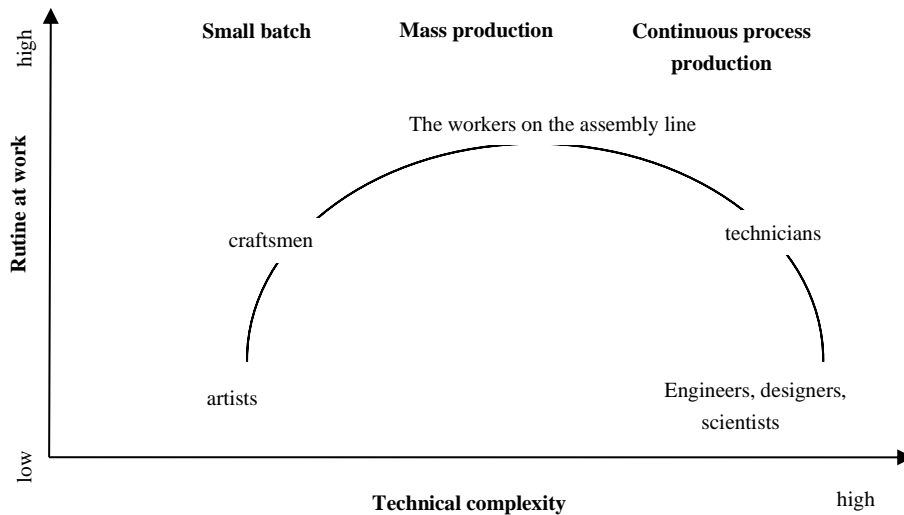 high
Small batch
Mass production
Continuous process
production
The workers on the assembly line
Rutine at work
craftsmen
technicians
artists
Engineers, designers,
scientists
low
Technical complexity
high